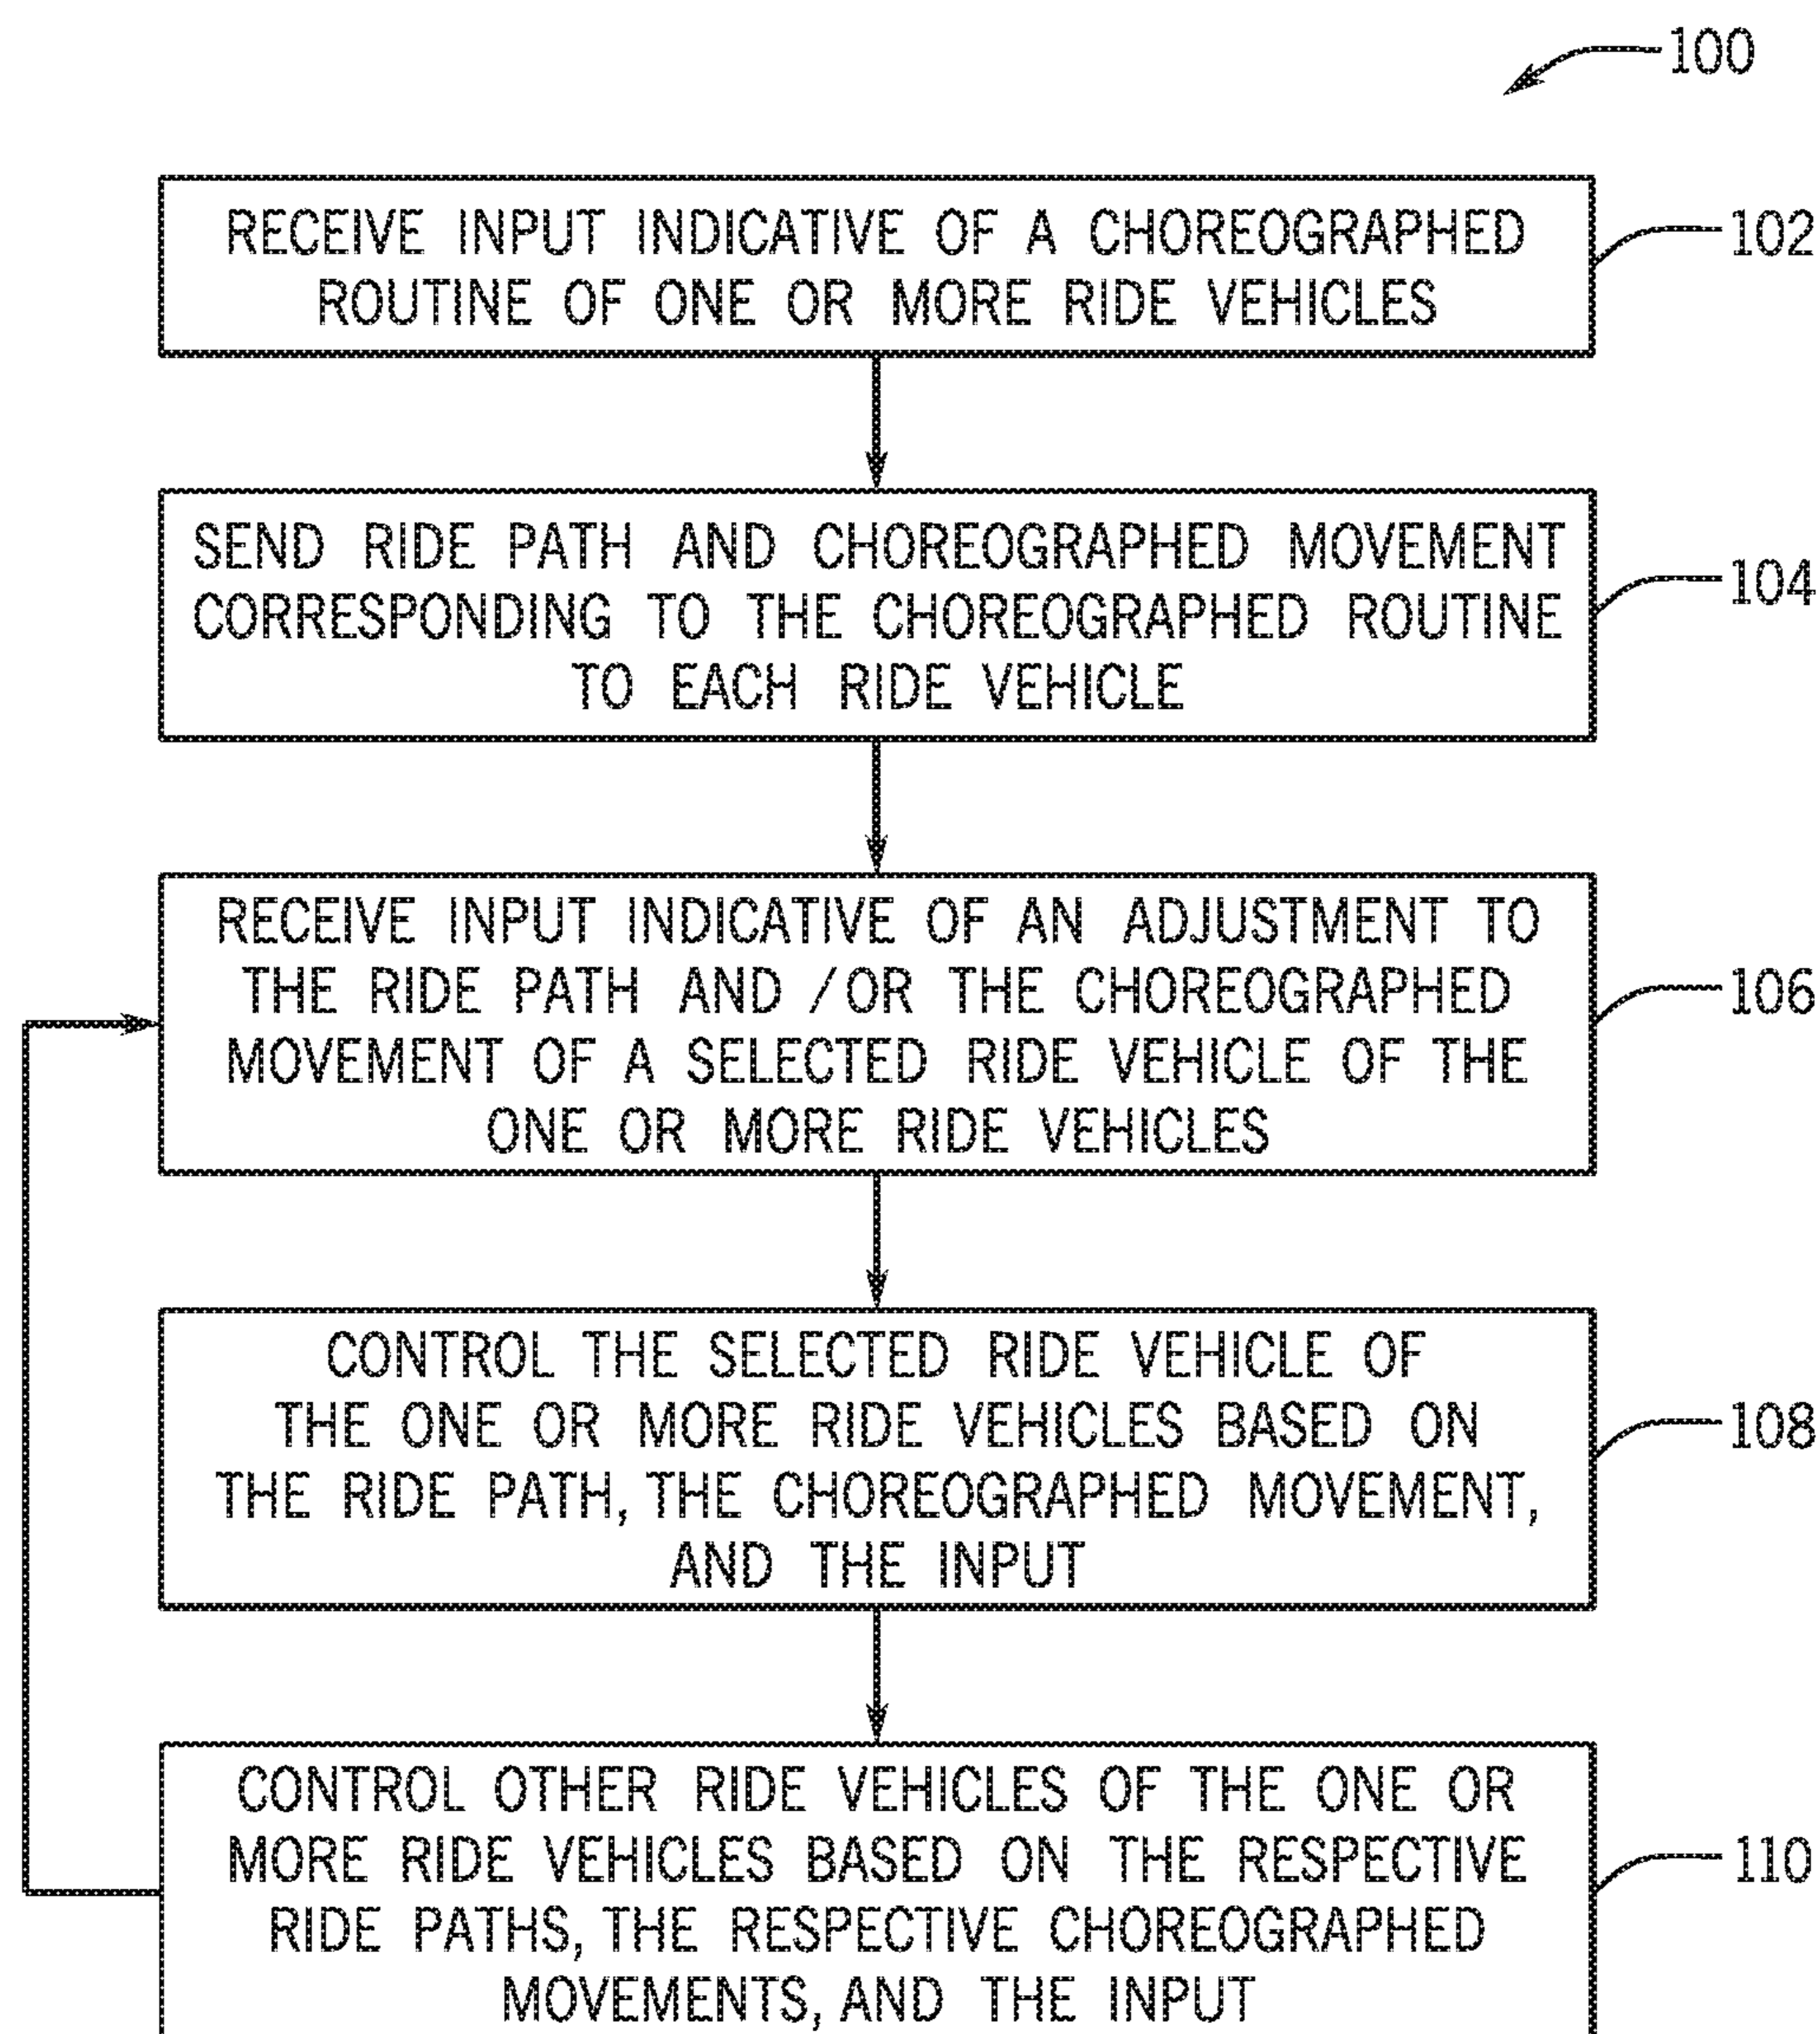 100
RECEIVE INPUT INDICATIVE OF A CHOREOGRAPHED
ROUTINE OF ONE OR MORE RIDE VEHICLES
102
SEND RIDE PATH AND CHOREOGRAPHED MOVEMENT
CORRESPONDING TO THE CHOREOGRAPHED ROUTINE
TO EACH RIDE VEHICLE
104
RECEIVE INPUT INDICATIVE OF AN ADJUSTMENT TO
THE RIDE PATH AND /OR THE CHOREOGRAPHED
MOVEMENT OF A SELECTED RIDE VEHICLE OF THE
ONE OR MORE RIDE VEHICLES
106
CONTROL THE SELECTED RIDE VEHICLE OF
THE ONE OR MORE RIDE VEHICLES BASED ON
THE RIDE PATH, THE CHOREOGRAPHED MOVEMENT,
AND THE INPUT
108
CONTROL OTHER RIDE VEHICLES OF THE ONE OR
MORE RIDE VEHICLES BASED ON THE RESPECTIVE
RIDE PATHS, THE RESPECTIVE CHOREOGRAPHED
MOVEMENTS, AND THE INPUT
110